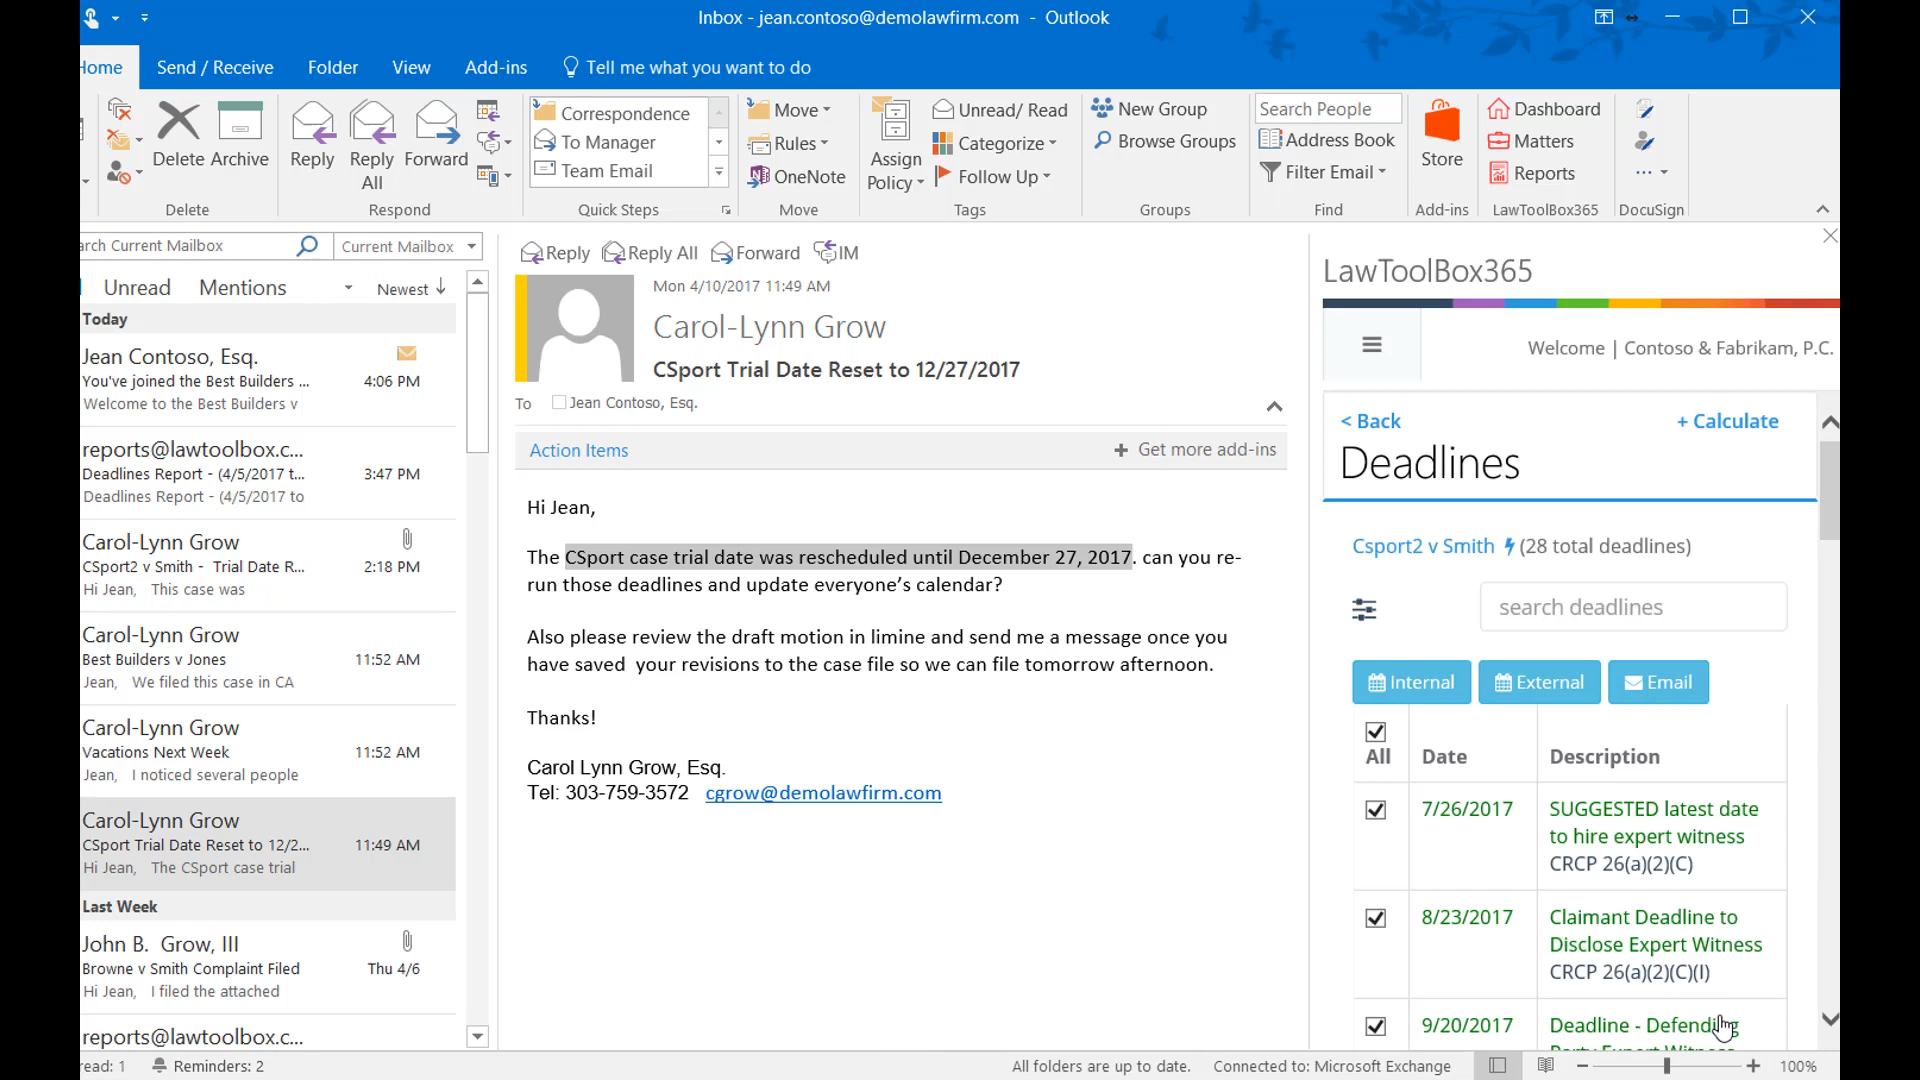 Inbox - jean.contoso@demolawfirm.com - Outlook
Home Send / Receive Folder View Add-ins Tell me what you want to do
Delete Archive Reply Reply All Forward
Correspondence
To Manager
Team Email
Move
Rules
OneNote
Assign Policy
Unread/ Read
Categorize
Follow Up
New Group
Browse Groups
Search People
Address Book
Filter Email
Store
Dashboard
Matters
Reports
Delete Respond Quick Steps Move Tags Groups Find Add-ins LawToolBox365 DocuSign
arch Current Mailbox Current Mailbox
Unread Mentions Newest
Today
Jean Contoso, Esq.
You've joined the Best Builders ... 4:06 PM
Welcome to the Best Builders v
reports@lawtoolbox.c...
Deadlines Report - (4/5/2017 t... 3:47 PM
Deadlines Report - (4/5/2017 to
Carol-Lynn Grow
CSport2 v Smith - Trial Date R... 2:18 PM
Hi Jean, This case was
Carol-Lynn Grow
Best Builders v Jones 11:52 AM
Jean, We filed this case in CA
Carol-Lynn Grow
Vacations Next Week 11:52 AM
Jean, I noticed several people
Carol-Lynn Grow
CSport Trial Date Reset to 12/2... 11:49 AM
Hi Jean, The CSport case trial
Last Week
John B. Grow, III
Browne v Smith Complaint Filed Thu 4/6
Hi Jean, I filed the attached
reports@lawtoolbox.c...
Reply Reply All Forward IM
Mon 4/10/2017 11:49 AM
Carol-Lynn Grow
CSport Trial Date Reset to 12/27/2017
To Jean Contoso, Esq.
Action Items + Get more add-ins
Hi Jean,
The CSport case trial date was rescheduled until December 27, 2017. can you re-
run those deadlines and update everyone's calendar?
Also please review the draft motion in limine and send me a message once you
have saved your revisions to the case file so we can file tomorrow afternoon.
Thanks!
Carol Lynn Grow, Esq.
Tel: 303-759-3572 cgrow@demolawfirm.com
LawToolBox365
Welcome | Contoso & Fabrikam, P.C.
< Back + Calculate
Deadlines
Csport2 v Smith (28 total deadlines)
search deadlines
Internal External Email
All Date Description
7/26/2017 SUGGESTED latest date
to hire expert witness
CRCP 26(a)(2)(C)
8/23/2017 Claimant Deadline to
Disclose Expert Witness
CRCP 26(a)(2)(C)(I)
9/20/2017 Deadline - Defending
Party Expert Witness
read: 1 Reminders: 2 All folders are up to date. Connected to: Microsoft Exchange 100%